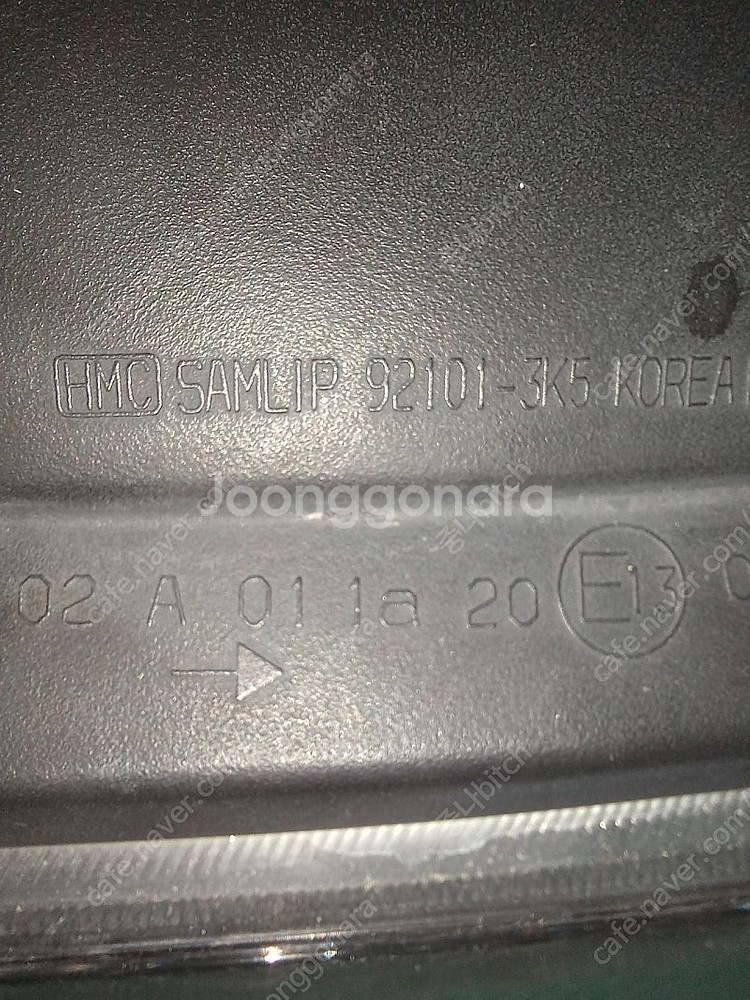 HMC SAMLIP 92101-3K5 KOREA
Joonggonara
02 A 01 1a 20 E13